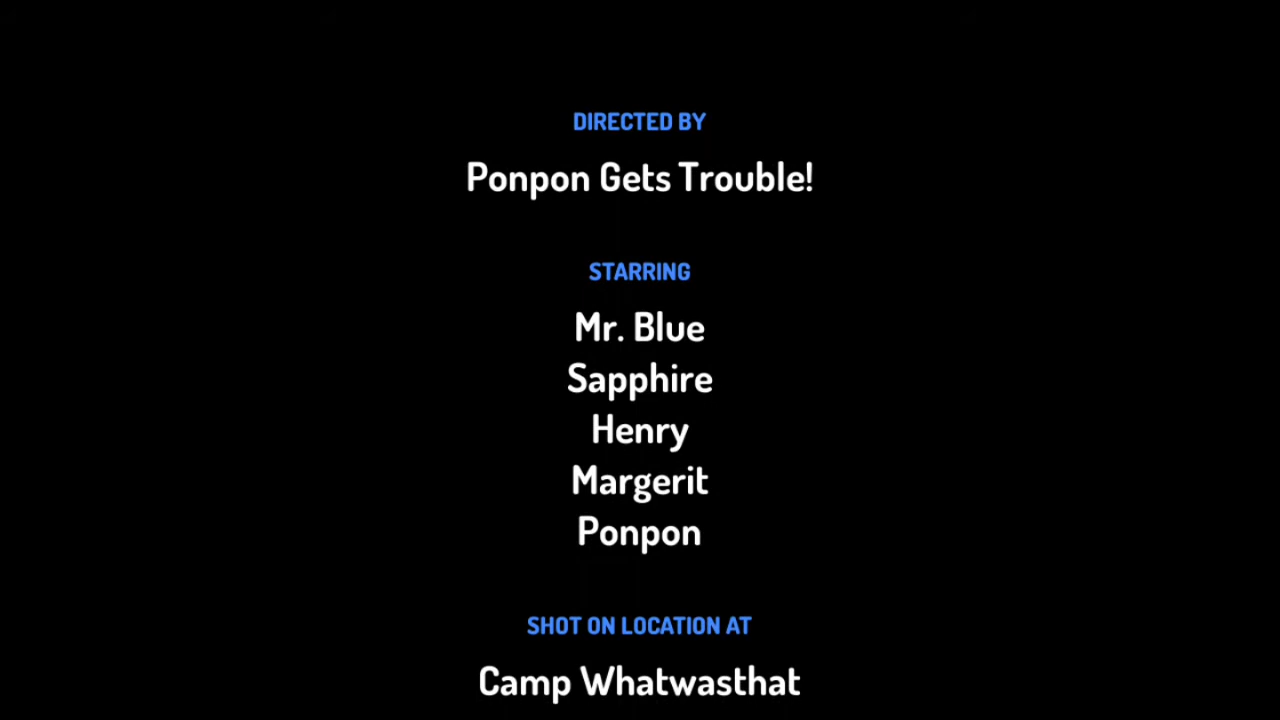 DIRECTED BY
Ponpon Gets Trouble!
STARRING
Mr. Blue
Sapphire
Henry
Margerit
Ponpon
SHOT ON LOCATION AT
Camp Whatwasthat